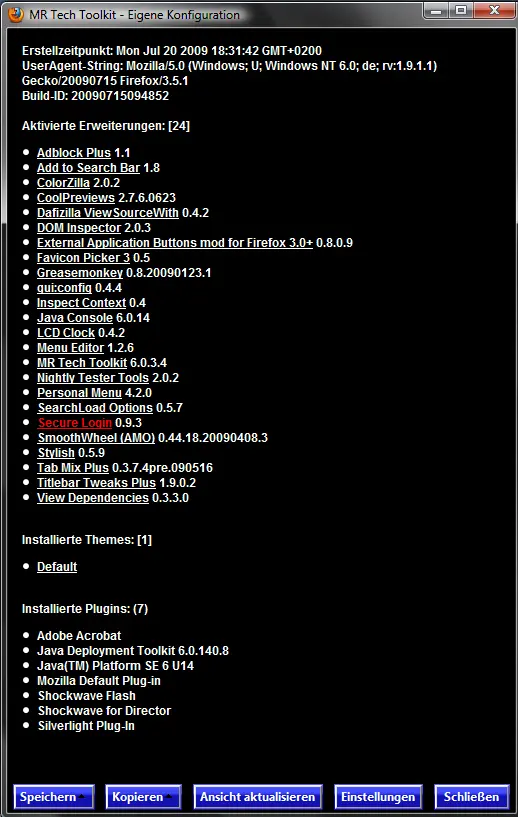 MR Tech Toolkit - Eigene Konfiguration
Erstellzeitpunkt: Mon Jul 20 2009 18:31:42 GMT+0200
UserAgent-String: Mozilla/5.0 (Windows; U; Windows NT 6.0; de; rv:1.9.1.1)
Gecko/20090715 Firefox/3.5.1
Build-ID: 20090715094852
Aktivierte Erweiterungen: [24]
Adblock Plus 1.1
Add to Search Bar 1.8
ColorZilla 2.0.2
CoolPreviews 2.7.6.0623
Dafizilla ViewSourceWith 0.4.2
DOM Inspector 2.0.3
External Application Buttons mod for Firefox 3.0+ 0.8.0.9
Favicon Picker 3 0.5
Greasemonkey 0.8.20090123.1
gui:config 0.4.4
Inspect Context 0.4
Java Console 6.0.14
LCD Clock 0.4.2
Menu Editor 1.2.6
MR Tech Toolkit 6.0.3.4
Nightly Tester Tools 2.0.2
Personal Menu 4.2.0
SearchLoad Options 0.5.7
Secure Login 0.9.3
SmoothWheel (AMO) 0.44.18.20090408.3
Stylish 0.5.9
Tab Mix Plus 0.3.7.4pre.090516
Titlebar Tweaks Plus 1.9.0.2
View Dependencies 0.3.3.0
Installierte Themes: [1]
Default
Installierte Plugins: (7)
Adobe Acrobat
Java Deployment Toolkit 6.0.140.8
Java(TM) Platform SE 6 U14
Mozilla Default Plug-in
Shockwave Flash
Shockwave for Director
Silverlight Plug-In
Speichern Kopieren Ansicht aktualisieren Einstellungen Schließen